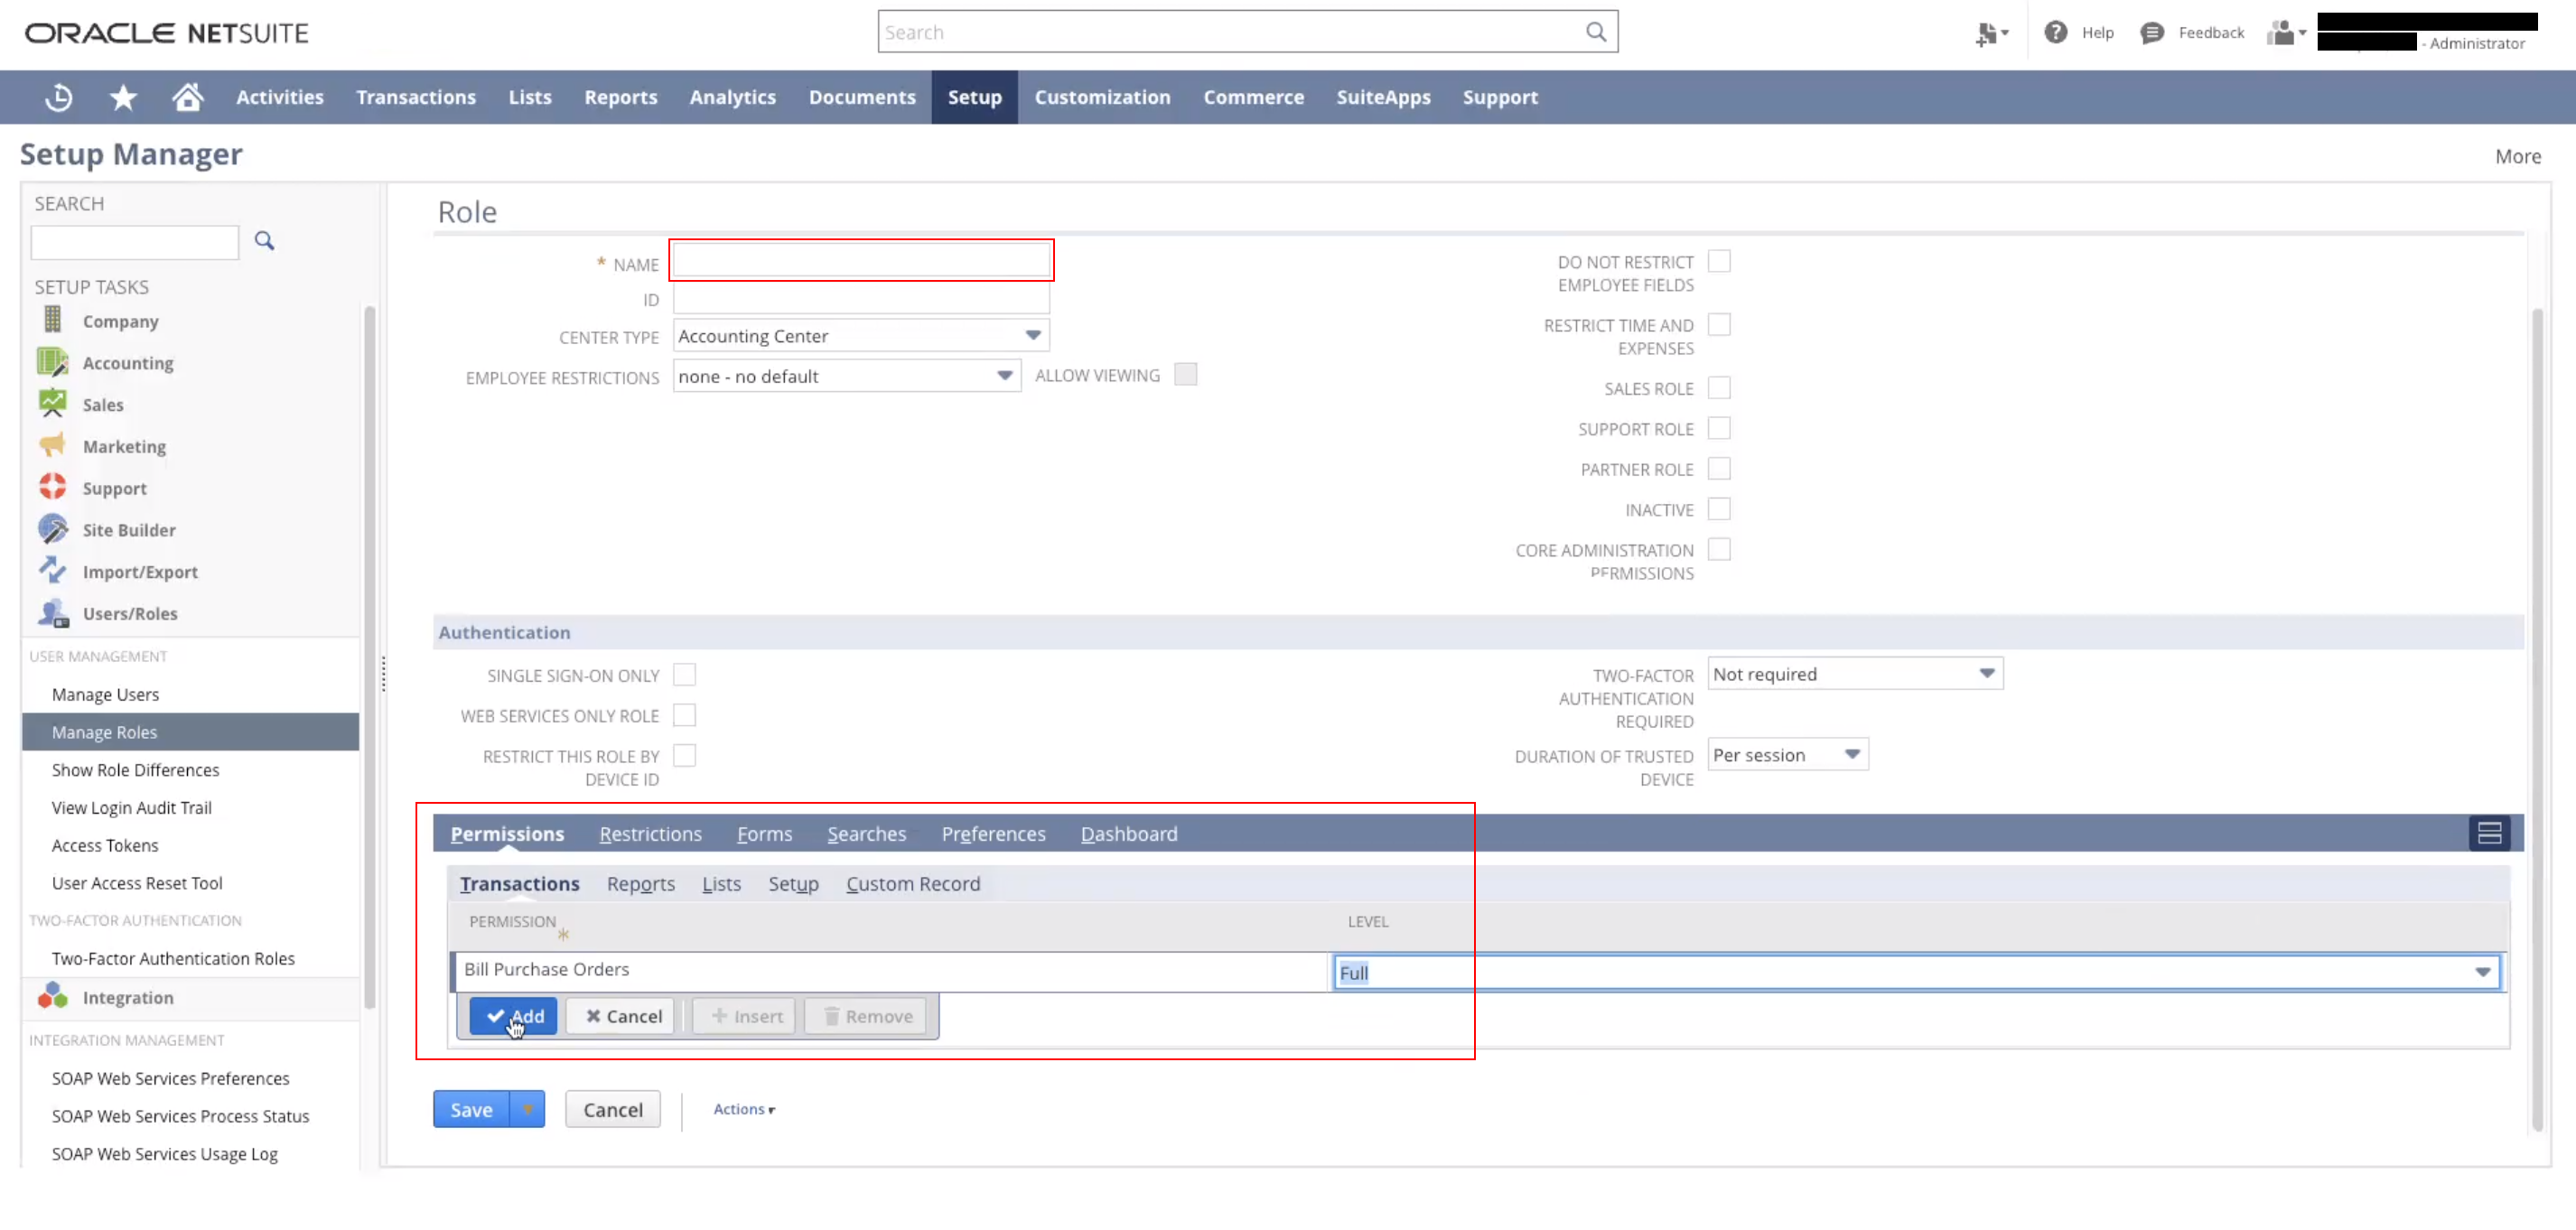 ORACLE NETSUITE
Search
Help
Feedback
- Administrator
Activities
Transactions
Lists
Reports
Analytics
Documents
Setup
Customization
Commerce
SuiteApps
Support
Setup Manager
More
SEARCH
SETUP TASKS
Company
Accounting
Sales
Marketing
Support
Site Builder
Import/Export
Users/Roles
USER MANAGEMENT
Manage Users
Manage Roles
Show Role Differences
View Login Audit Trail
Access Tokens
User Access Reset Tool
TWO-FACTOR AUTHENTICATION
Two-Factor Authentication Roles
Integration
INTEGRATION MANAGEMENT
SOAP Web Services Preferences
SOAP Web Services Process Status
SOAP Web Services Usage Log
Role
* NAME
ID
CENTER TYPE
Accounting Center
EMPLOYEE RESTRICTIONS
none - no default
ALLOW VIEWING
DO NOT RESTRICT
EMPLOYEE FIELDS
RESTRICT TIME AND
EXPENSES
SALES ROLE
SUPPORT ROLE
PARTNER ROLE
INACTIVE
CORE ADMINISTRATION
PERMISSIONS
Authentication
SINGLE SIGN-ON ONLY
WEB SERVICES ONLY ROLE
RESTRICT THIS ROLE BY
DEVICE ID
TWO-FACTOR
AUTHENTICATION
REQUIRED
Not required
DURATION OF TRUSTED
DEVICE
Per session
Permissions
Restrictions
Forms
Searches
Preferences
Dashboard
Transactions
Reports
Lists
Setup
Custom Record
PERMISSION *
LEVEL
Bill Purchase Orders
Full
Add
Cancel
Insert
Remove
Save
Cancel
Actions